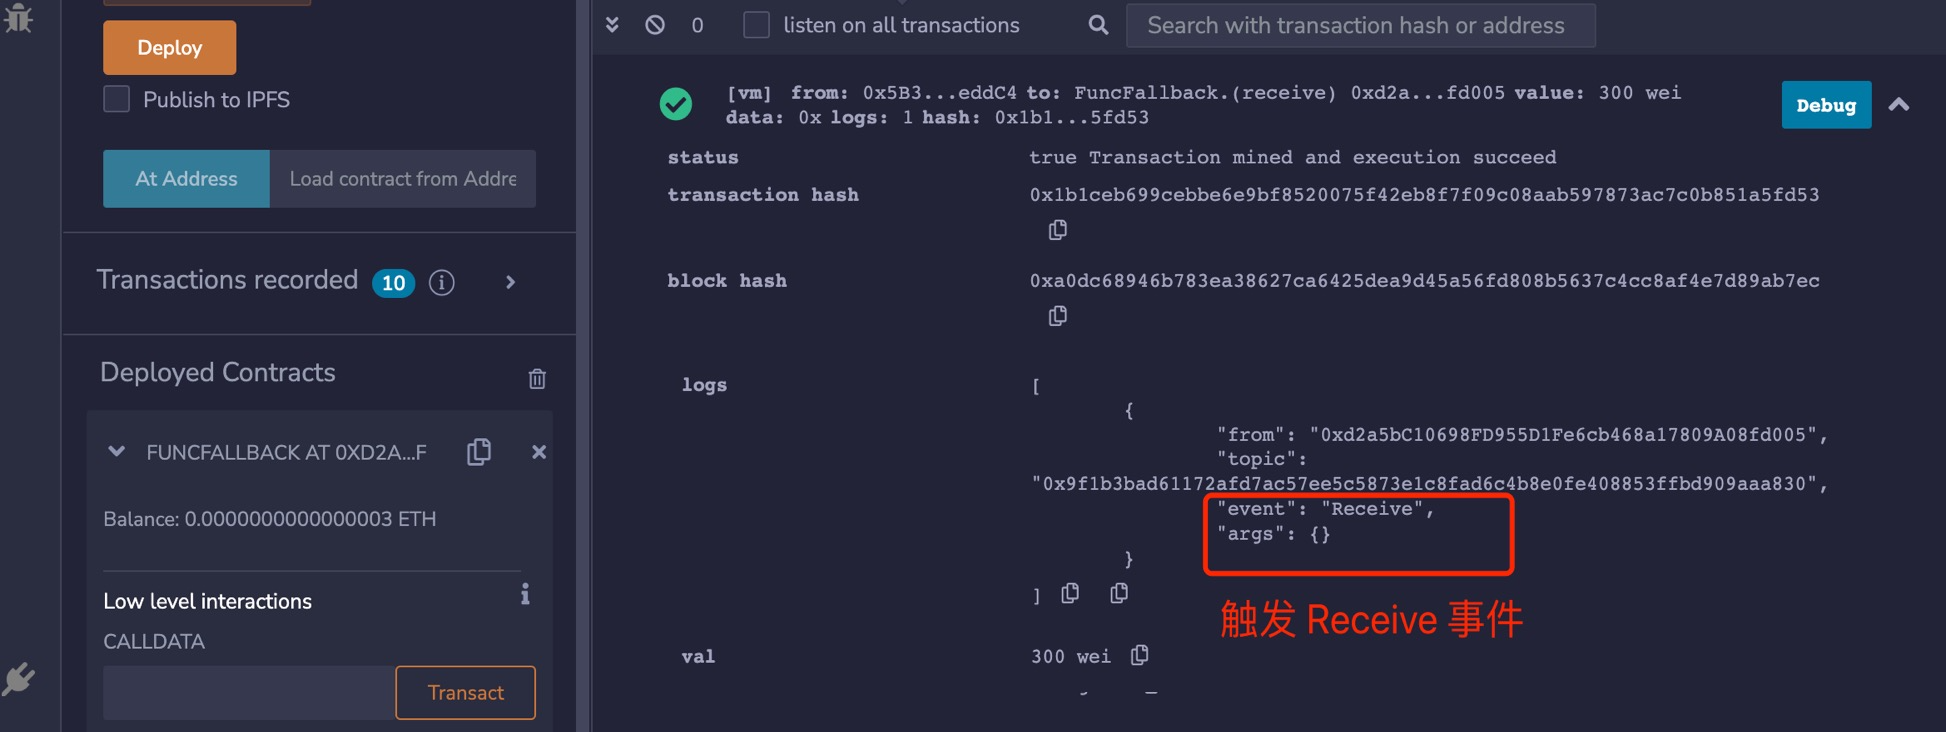 Deploy
Publish to IPFS
At Address
Load contract from Addre
Transactions recorded 10
Deployed Contracts
FUNCFALLBACK AT 0XD2A...F
Balance: 0.0000000000000003 ETH
Low level interactions
CALLDATA
Transact
0
listen on all transactions
Search with transaction hash or address
[vm] from: 0x5B3...eddC4 to: FuncFallback.(receive) 0xd2a...fd005 value: 300 wei
data: 0x logs: 1 hash: 0x1b1...5fd53
Debug
status true Transaction mined and execution succeed
transaction hash 0x1b1ceb699cebbe6e9bf8520075f42eb8f7f09c08aab597873ac7c0b851a5fd53
block hash 0xa0dc68946b783ea38627ca6425dea9d45a56fd808b5637c4cc8af4e7d89ab7ec
logs [
{
"from": "0xd2a5bC10698FD955D1Fe6cb468a17809A08fd005",
"topic":
"0x9f1b3bad61172afd7ac57ee5c5873e1c8fad6c4b8e0fe408853ffbd909aaa830",
"event": "Receive",
"args": {}
}
]
触发 Receive 事件
val 300 wei